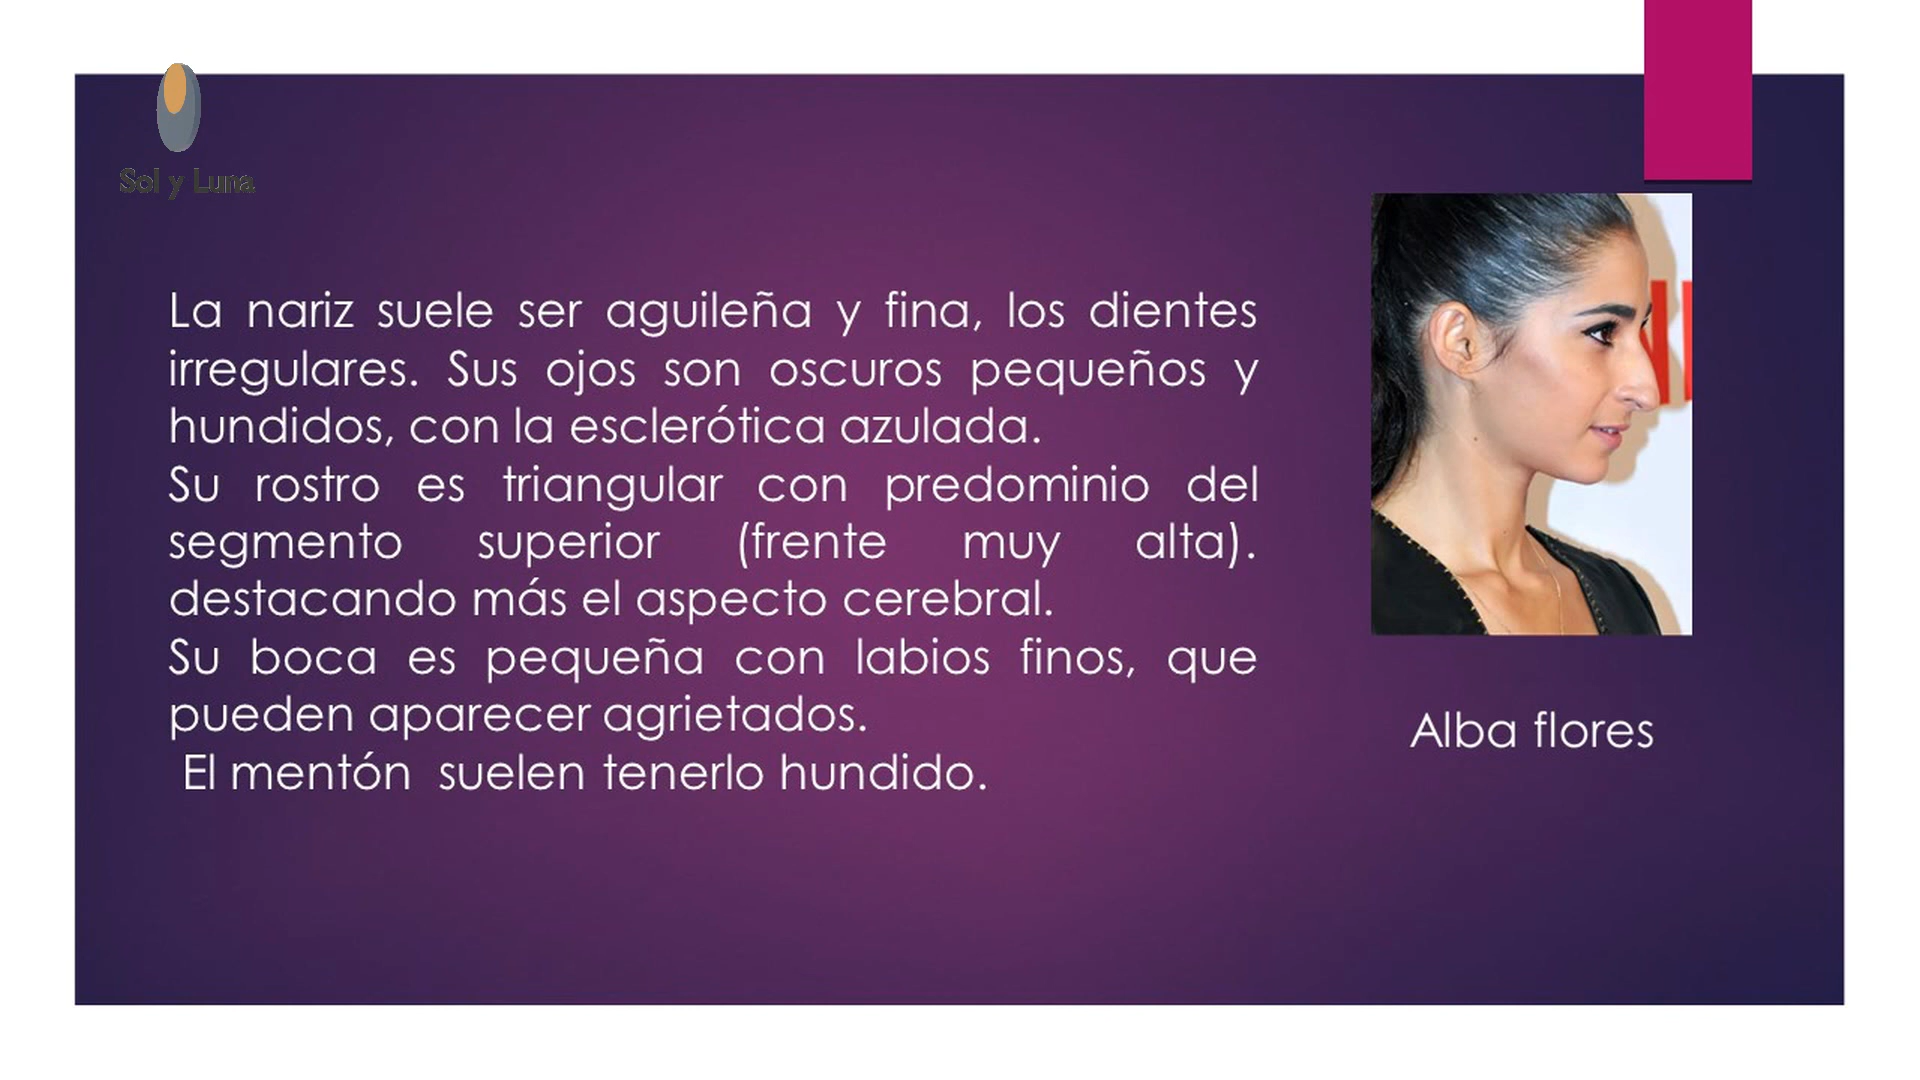 Sol y Luna
La nariz suele ser aguileña y fina, los dientes
irregulares. Sus ojos son oscuros pequeños y
hundidos, con la esclerótica azulada.
Su rostro es triangular con predominio del
segmento superior (frente muy alta).
destacando más el aspecto cerebral.
Su boca es pequeña con labios finos, que
pueden aparecer agrietados.
El mentón suelen tenerlo hundido.
Alba flores